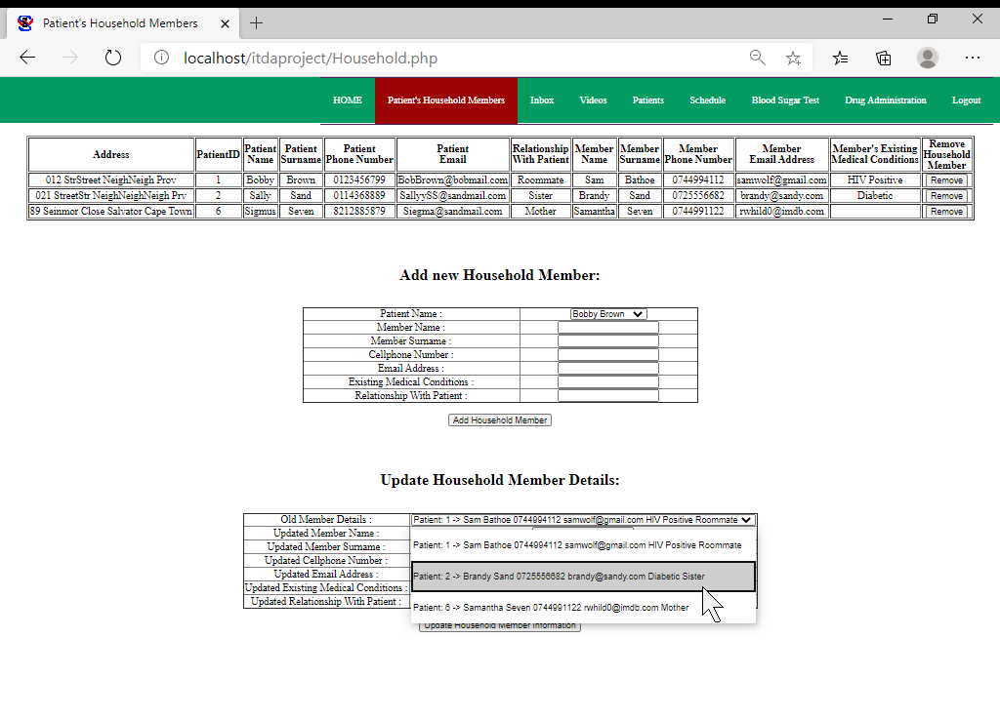 Patient's Household Members
localhost/itdaproject/Household.php
HOME Patient's Household Members Inbox Videos Patients Schedule Blood Sugar Test Drug Administration Logout
Address PatientID Patient Name Patient Surname Patient Phone Number Patient Email Relationship With Patient Member Name Member Surname Member Phone Number Member Email Address Member's Existing Medical Conditions Remove Household Member
012 StrStreet NeighNeigh Prov 1 Bobby Brown 0123456799 BobBrown@bobmail.com Roommate Sam Bathoe 0744994112 samwolf@gmail.com HIV Positive Remove
021 StreetStr NeighNeighNeigh Prv 2 Sally Sand 0114368889 SallyySS@sandmail.com Sister Brandy Sand 0725556682 brandy@sandy.com Diabetic Remove
89 Seinmor Close Salvator Cape Town 6 Sigmus Seven 8212885879 Siegma@sandmail.com Mother Samantha Seven 0744991122 rwhild0@imdb.com Remove
Add new Household Member:
Patient Name : Bobby Brown
Member Name :
Member Surname :
Cellphone Number :
Email Address :
Existing Medical Conditions :
Relationship With Patient :
Add Household Member
Update Household Member Details:
Old Member Details : Patient: 1 -> Sam Bathoe 0744994112 samwolf@gmail.com HIV Positive Roommate
Updated Member Name :
Updated Member Surname :
Updated Cellphone Number :
Updated Email Address :
Updated Existing Medical Conditions :
Updated Relationship With Patient :
Patient: 1 -> Sam Bathoe 0744994112 samwolf@gmail.com HIV Positive Roommate
Patient: 2 -> Brandy Sand 0725556682 brandy@sandy.com Diabetic Sister
Patient: 6 -> Samantha Seven 0744991122 rwhild0@imdb.com Mother
Update Household Member Information